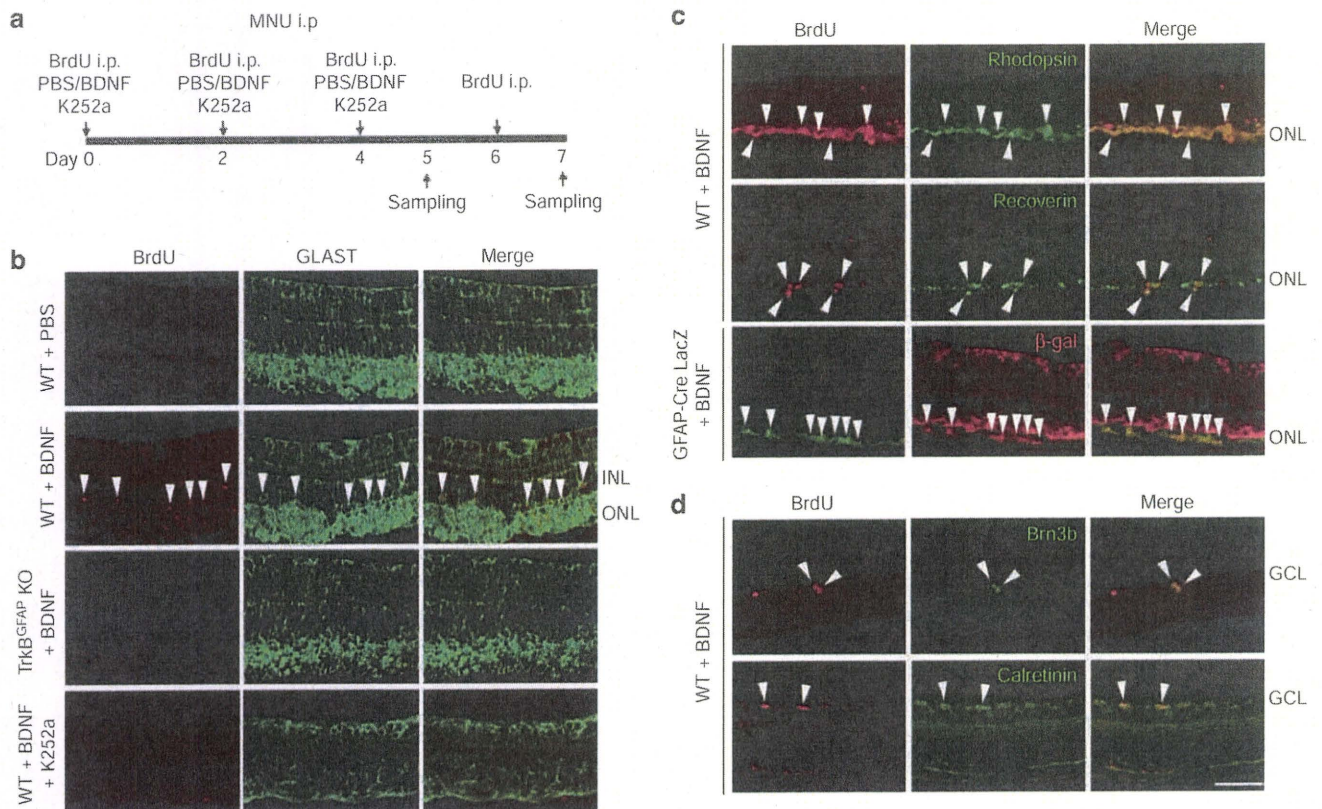 a
MNU i.p
BrdU i.p.
PBS/BDNF
K252a
BrdU i.p.
PBS/BDNF
K252a
BrdU i.p.
PBS/BDNF
K252a
BrdU i.p.
Day 0
2
4
5
6
7
Sampling
Sampling
b
BrdU
GLAST
Merge
WT + PBS
WT + BDNF
INL
ONL
TrkBGFAP KO
+ BDNF
WT + BDNF
+ K252a
c
BrdU
Merge
WT + BDNF
Rhodopsin
ONL
Recoverin
ONL
GFAP-Cre LacZ
+ BDNF
β-gal
ONL
d
BrdU
Merge
WT + BDNF
Brn3b
GCL
Calretinin
GCL